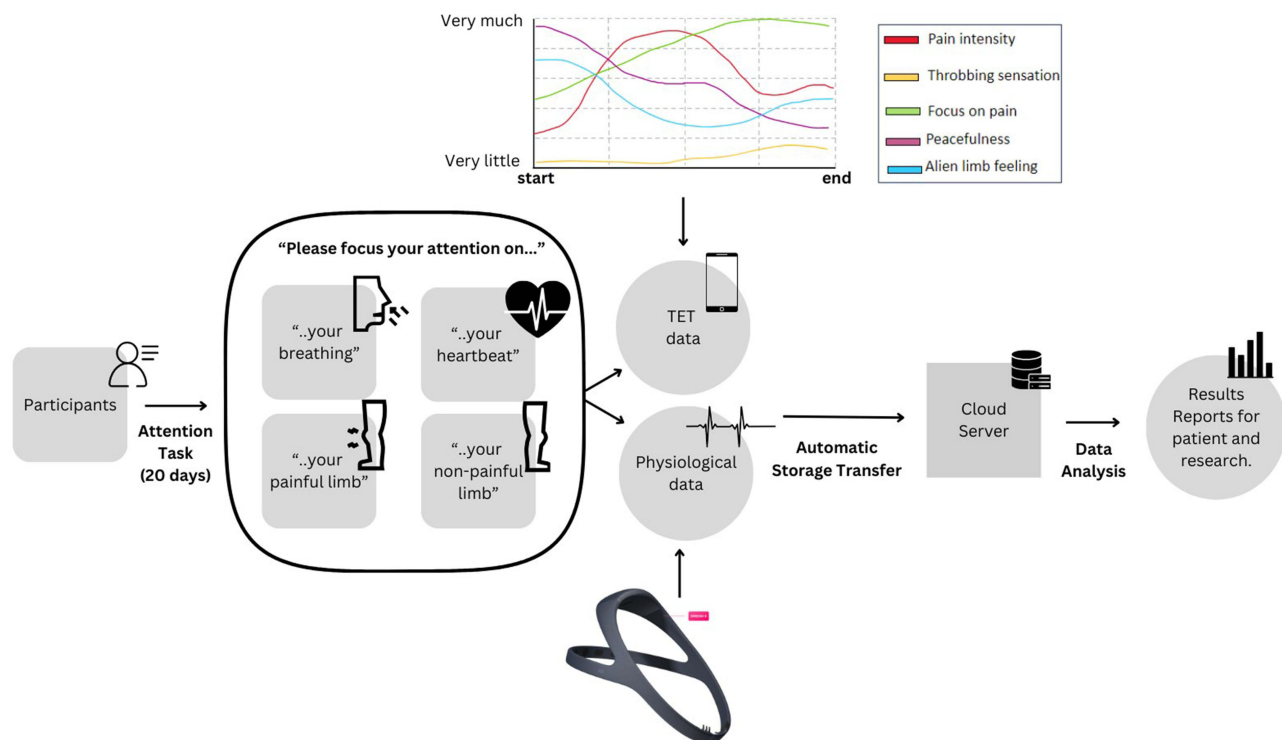 Very much
Very little
start
end
Pain intensity
Throbbing sensation
Focus on pain
Peacefulness
Alien limb feeling
“Please focus your attention on...”
“..your
breathing”
“..your
heartbeat”
“..your
painful limb”
“..your
non-painful
limb”
Participants
Attention
Task
(20 days)
TET
data
Physiological
data
Automatic
Storage Transfer
Cloud
Server
Data
Analysis
Results
Reports for
patient and
research.